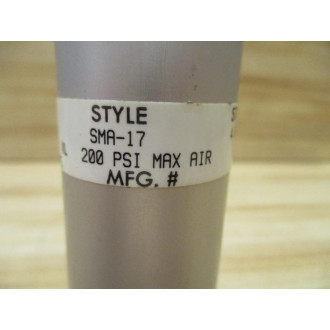 STYLE
SMA-17
200 PSI MAX AIR
MFG. #